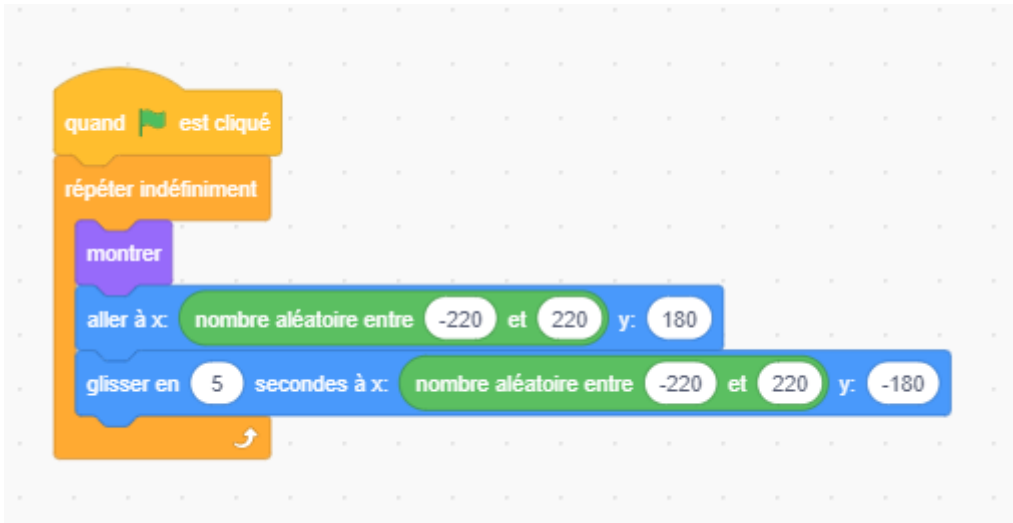 quand est cliqué
répéter indéfiniment
montrer
aller à x: nombre aléatoire entre -220 et 220 y: 180
glisser en 5 secondes à x: nombre aléatoire entre -220 et 220 y: -180